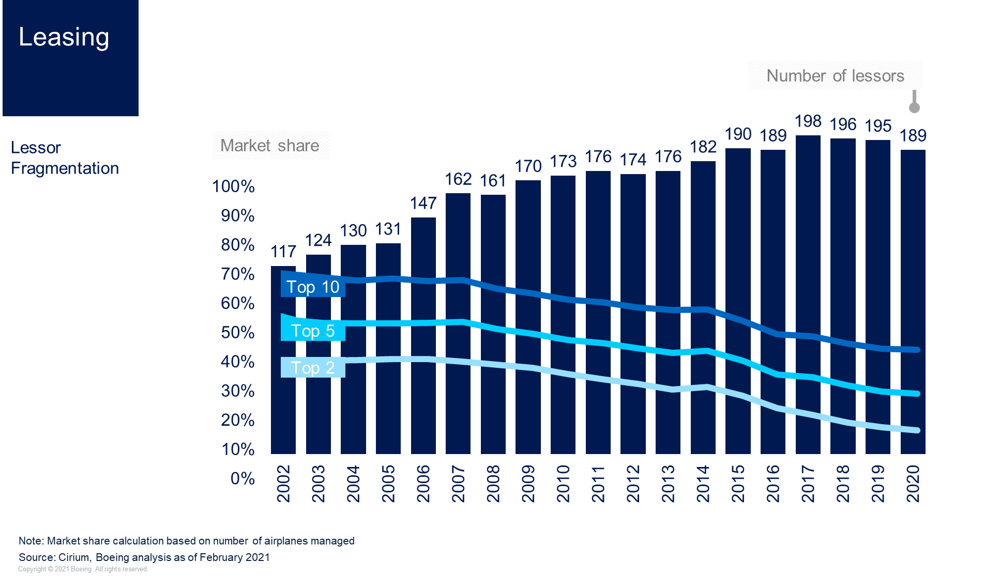 Leasing
Lessor
Fragmentation
Number of lessors
Market share
100%
90%
80%
70%
60%
50%
40%
30%
20%
10%
0%
117 124 130 131 147 162 161 170 173 176 174 176 182 190 189 198 196 195 189
Top 10
Top 5
Top 2
2002 2003 2004 2005 2006 2007 2008 2009 2010 2011 2012 2013 2014 2015 2016 2017 2018 2019 2020
Note: Market share calculation based on number of airplanes managed
Source: Cirium, Boeing analysis as of February 2021
Copyright © 2021 Boeing. All rights reserved.